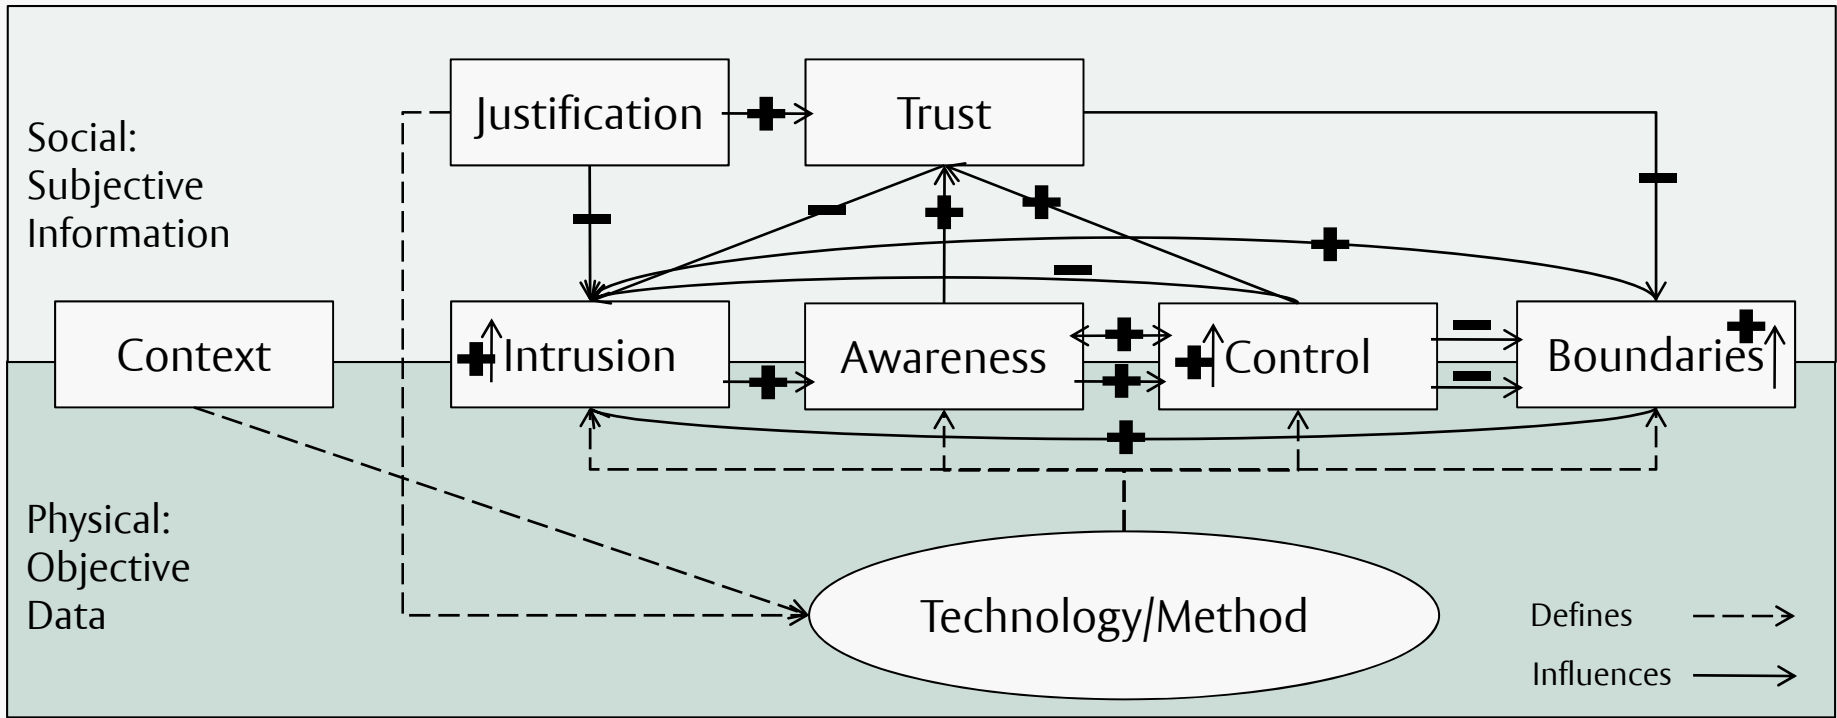 Justification
Trust
Social:
Subjective
Information
Context
Intrusion
Awareness
Control
Boundaries
Physical:
Objective
Data
Technology/Method
Defines
Influences